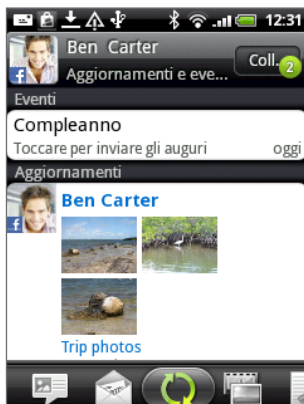 12:31
Ben Carter
Aggiornamenti e eve...
Coll.
2
Eventi
Compleanno
Toccare per inviare gli auguri oggi
Aggiornamenti
Ben Carter
Trip photos